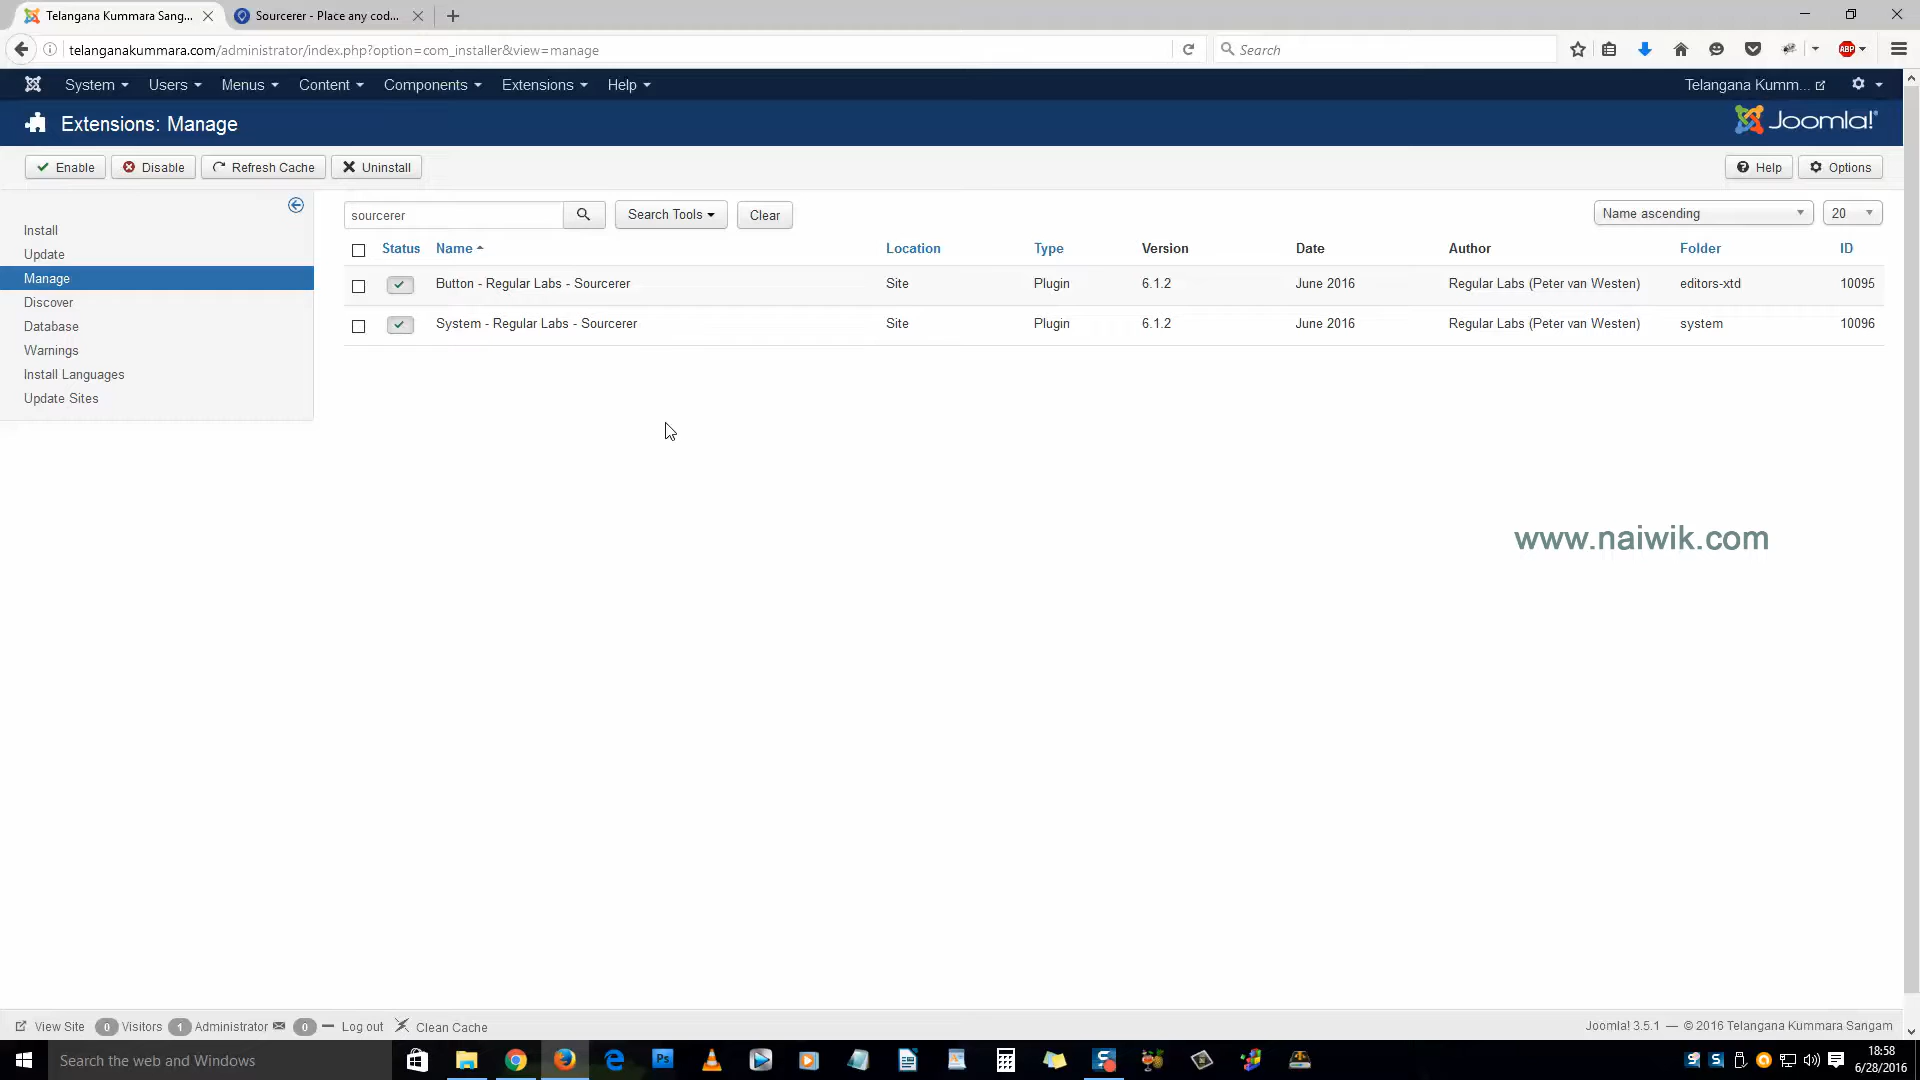 Telangana Kummara Sang...
Sourcerer - Place any cod...
telanganakummara.com/administrator/index.php?option=com_installer&view=manage
Search
ABP
System Users Menus Content Components Extensions Help
Telangana Kumm...
Extensions: Manage
Joomla!
Enable Disable Refresh Cache Uninstall
Help Options
sourcerer
Search Tools
Clear
Name ascending
20
Install
Update
Manage
Discover
Database
Warnings
Install Languages
Update Sites
Status Name Location Type Version Date Author Folder ID
Button - Regular Labs - Sourcerer Site Plugin 6.1.2 June 2016 Regular Labs (Peter van Westen) editors-xtd 10095
System - Regular Labs - Sourcerer Site Plugin 6.1.2 June 2016 Regular Labs (Peter van Westen) system 10096
www.naiwik.com
View Site 0 Visitors 1 Administrator 0 Log out Clean Cache
Joomla! 3.5.1 — © 2016 Telangana Kummara Sangam
Search the web and Windows
Ps
18:58
6/28/2016